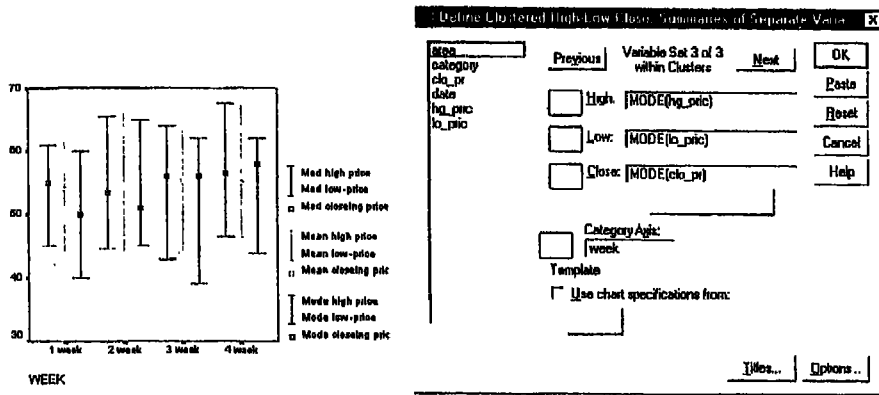 70
60
50
40
30
1 week 2 week 3 week 4 week
WEEK
Med high price
Med low-price
Med closing price
Mean high price
Mean low-price
Mean closing pric
Mode high price
Mode low-price
Mode closing pric
Define Clustered High-Low Close: Summaries of Separate Varia
X
area
category
clo_pr
date
hg_pric
lo_pric
Previous
Variable Set 3 of 3
within Clusters
Next
High: MODE(hg_pric)
Low: MODE(lo_pric)
Close: MODE(clo_pr)
Category Axis:
week
Template
Use chart specifications from:
OK
Paste
Reset
Cancel
Help
Titles...
Options..